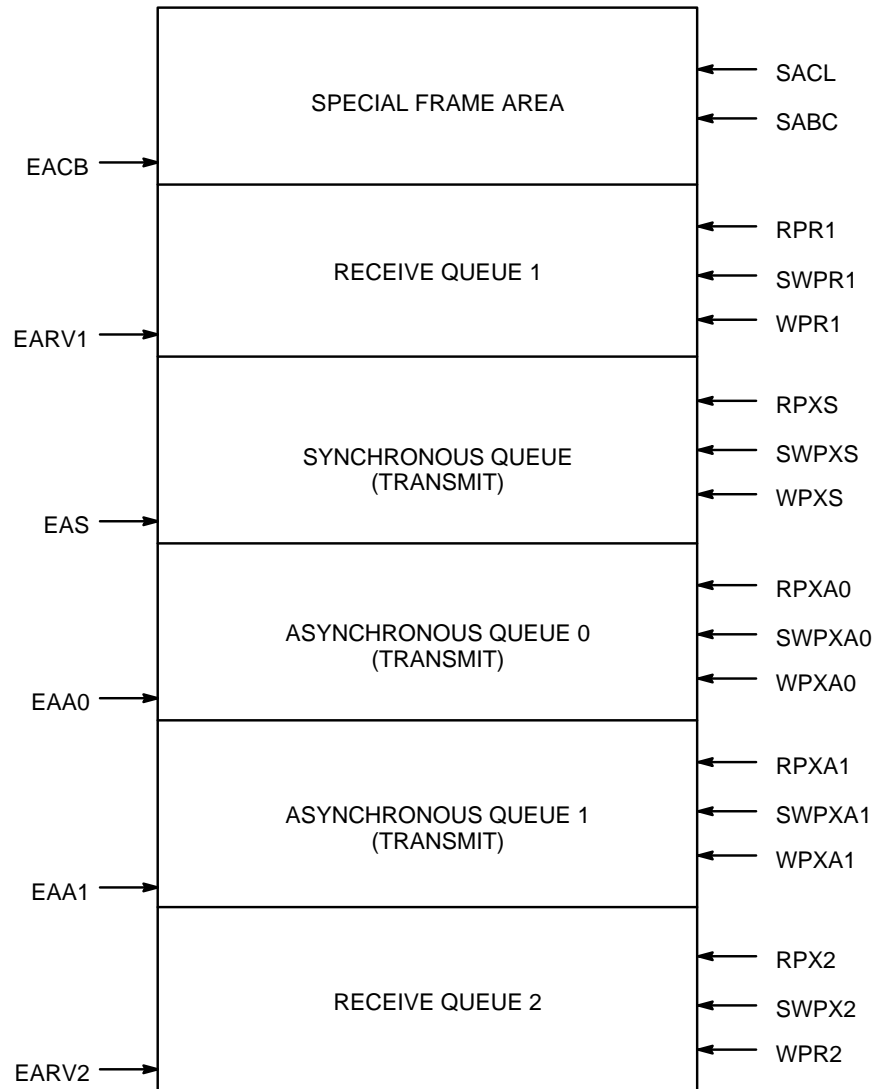 SACL
SPECIAL FRAME AREA
SABC
EACB
RPR1
RECEIVE QUEUE 1
SWPR1
WPR1
EARV1
RPXS
SYNCHRONOUS QUEUE
(TRANSMIT)
SWPXS
WPXS
EAS
RPXA0
ASYNCHRONOUS QUEUE 0
(TRANSMIT)
SWPXA0
WPXA0
EAA0
RPXA1
ASYNCHRONOUS QUEUE 1
(TRANSMIT)
SWPXA1
WPXA1
EAA1
RPX2
RECEIVE QUEUE 2
SWPX2
WPR2
EARV2